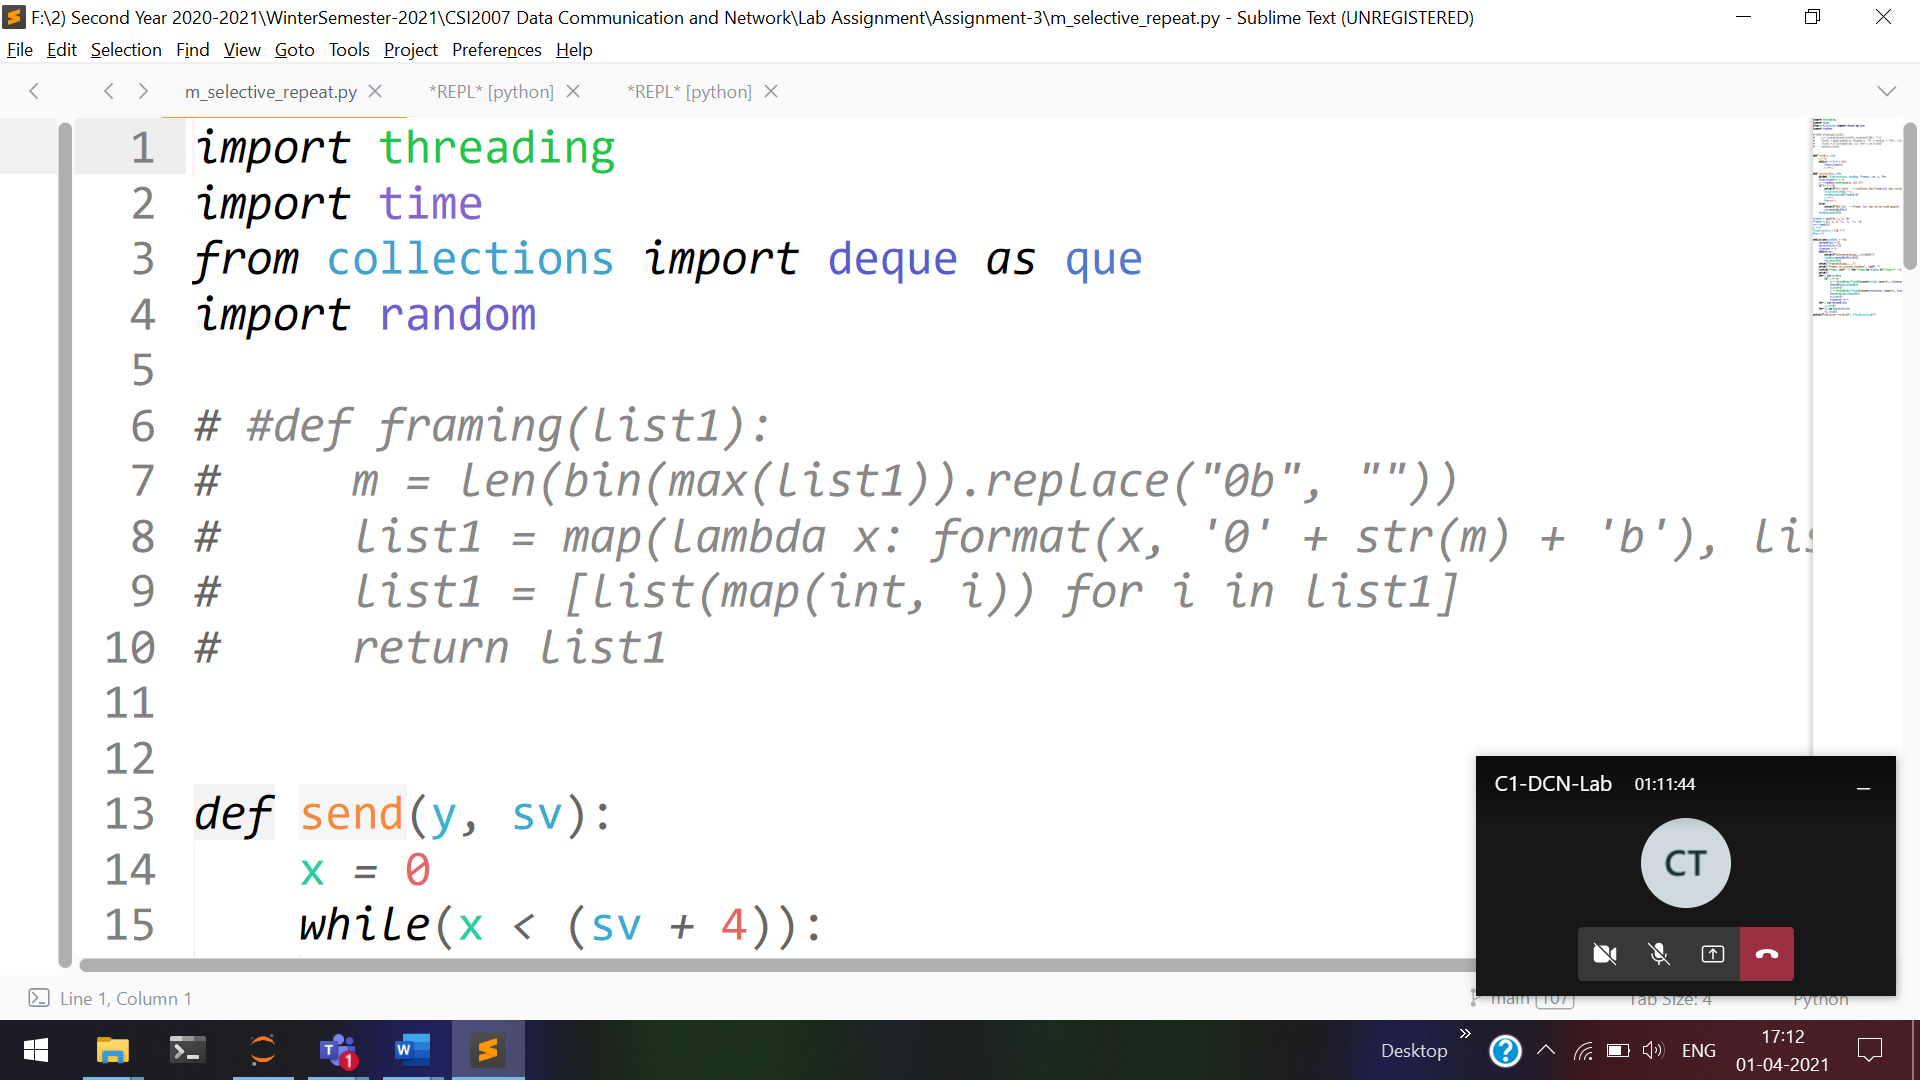 F:\2) Second Year 2020-2021\WinterSemester-2021\CSI2007 Data Communication and Network\Lab Assignment\Assignment-3\m_selective_repeat.py - Sublime Text (UNREGISTERED)
File Edit Selection Find View Goto Tools Project Preferences Help
m_selective_repeat.py *REPL* [python] *REPL* [python]
1 import threading
2 import time
3 from collections import deque as que
4 import random
5
6 # #def framing(list1):
7 #     m = len(bin(max(list1)).replace("0b", ""))
8 #     list1 = map(lambda x: format(x, '0' + str(m) + 'b'), lis
9 #     list1 = [list(map(int, i)) for i in list1]
10 #     return list1
11
12
13 def send(y, sv):
14     x = 0
15     while(x < (sv + 4)):
C1-DCN-Lab 01:11:44
CT
Line 1, Column 1
main 107 Tab Size: 4 Python
Desktop ENG
17:12
01-04-2021
1